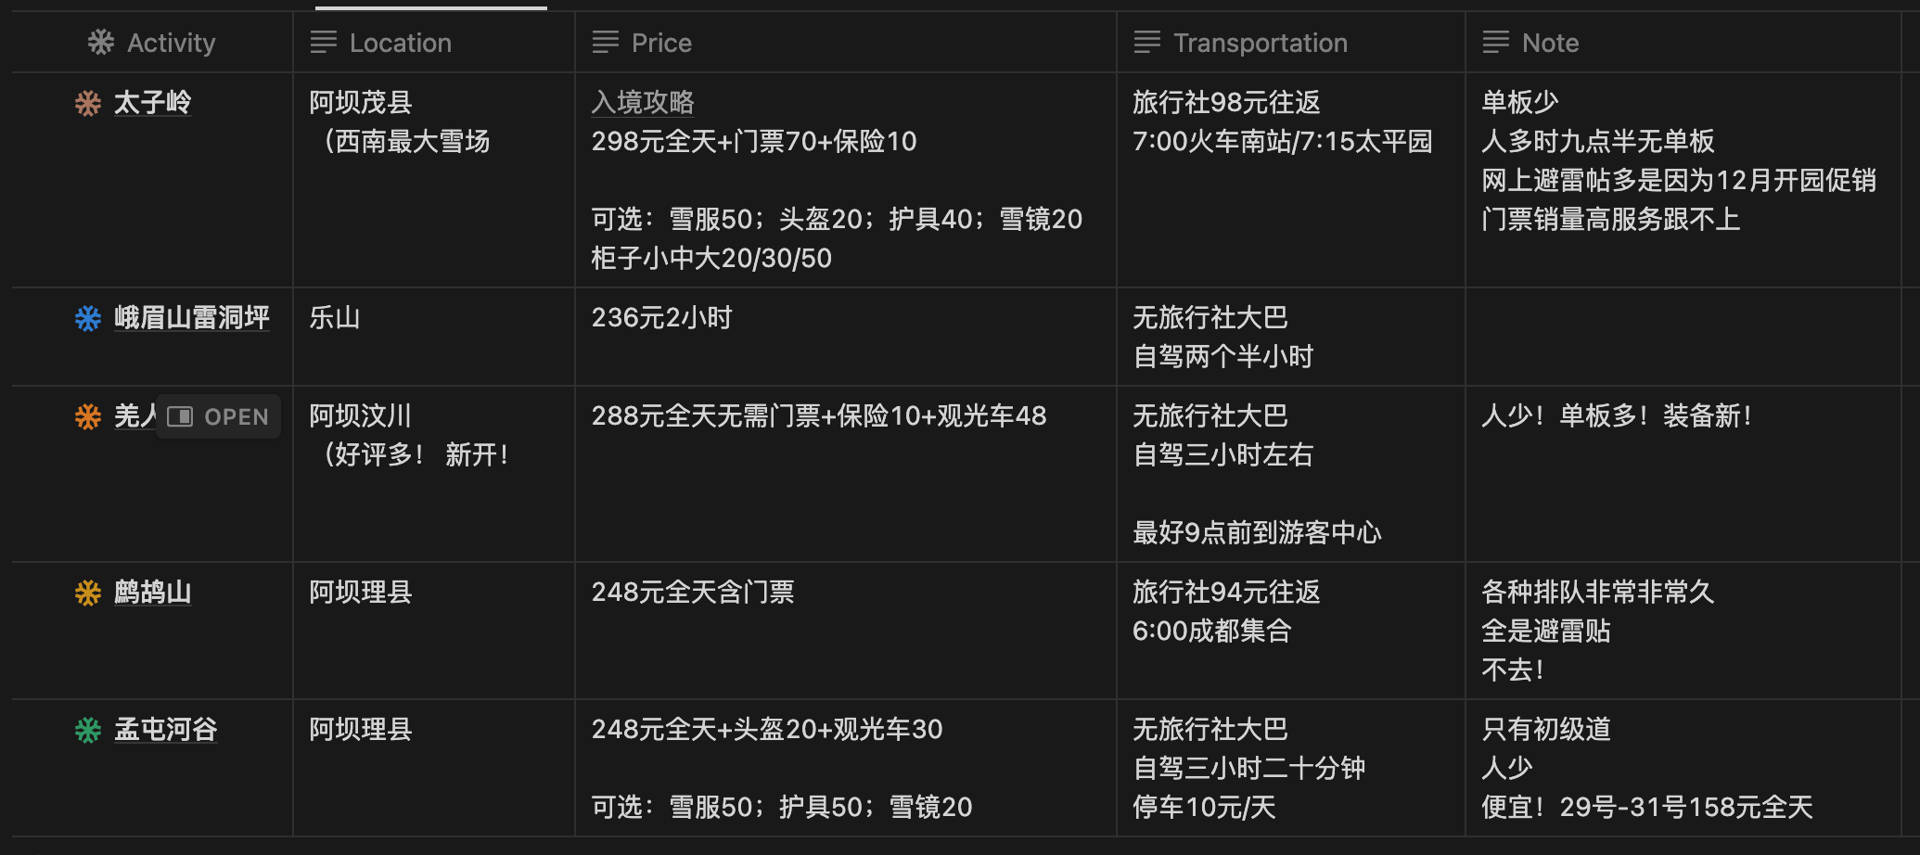 Activity
Location
Price
Transportation
Note
太子岭
阿坝茂县
（西南最大雪场
入境攻略
298元全天+门票70+保险10
可选：雪服50；头盔20；护具40；雪镜20
柜子小中大20/30/50
旅行社98元往返
7:00火车南站/7:15太平园
单板少
人多时九点半无单板
网上避雷帖多是因为12月开园促销
门票销量高服务跟不上
峨眉山雷洞坪
乐山
236元2小时
无旅行社大巴
自驾两个半小时
羌人
OPEN
阿坝汶川
（好评多！ 新开！
288元全天无需门票+保险10+观光车48
无旅行社大巴
自驾三小时左右
最好9点前到游客中心
人少！单板多！装备新！
鹧鸪山
阿坝理县
248元全天含门票
旅行社94元往返
6:00成都集合
各种排队非常非常久
全是避雷贴
不去！
孟屯河谷
阿坝理县
248元全天+头盔20+观光车30
可选：雪服50；护具50；雪镜20
无旅行社大巴
自驾三小时二十分钟
停车10元/天
只有初级道
人少
便宜！29号-31号158元全天